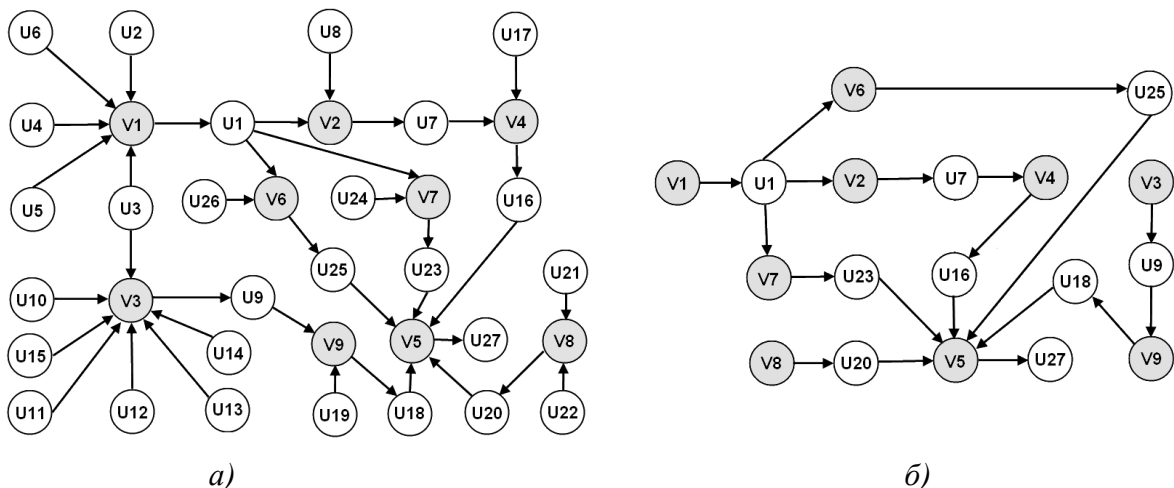 U6 U2 U8 U17
U4 V1 U1 V2 U7 V4
U5 U3 U26 V6 U24 V7 U16
U25 U23 U21
U10 V3 U9
U15 U14 V9 V5 U27 V8
U11 U12 U13 U19 U18 U20 U22
а)
V6 U25
V1 U1 V2 U7 V4 V3
V7 U23 U16 U18 U9
V8 U20 V5 U27 V9
б)